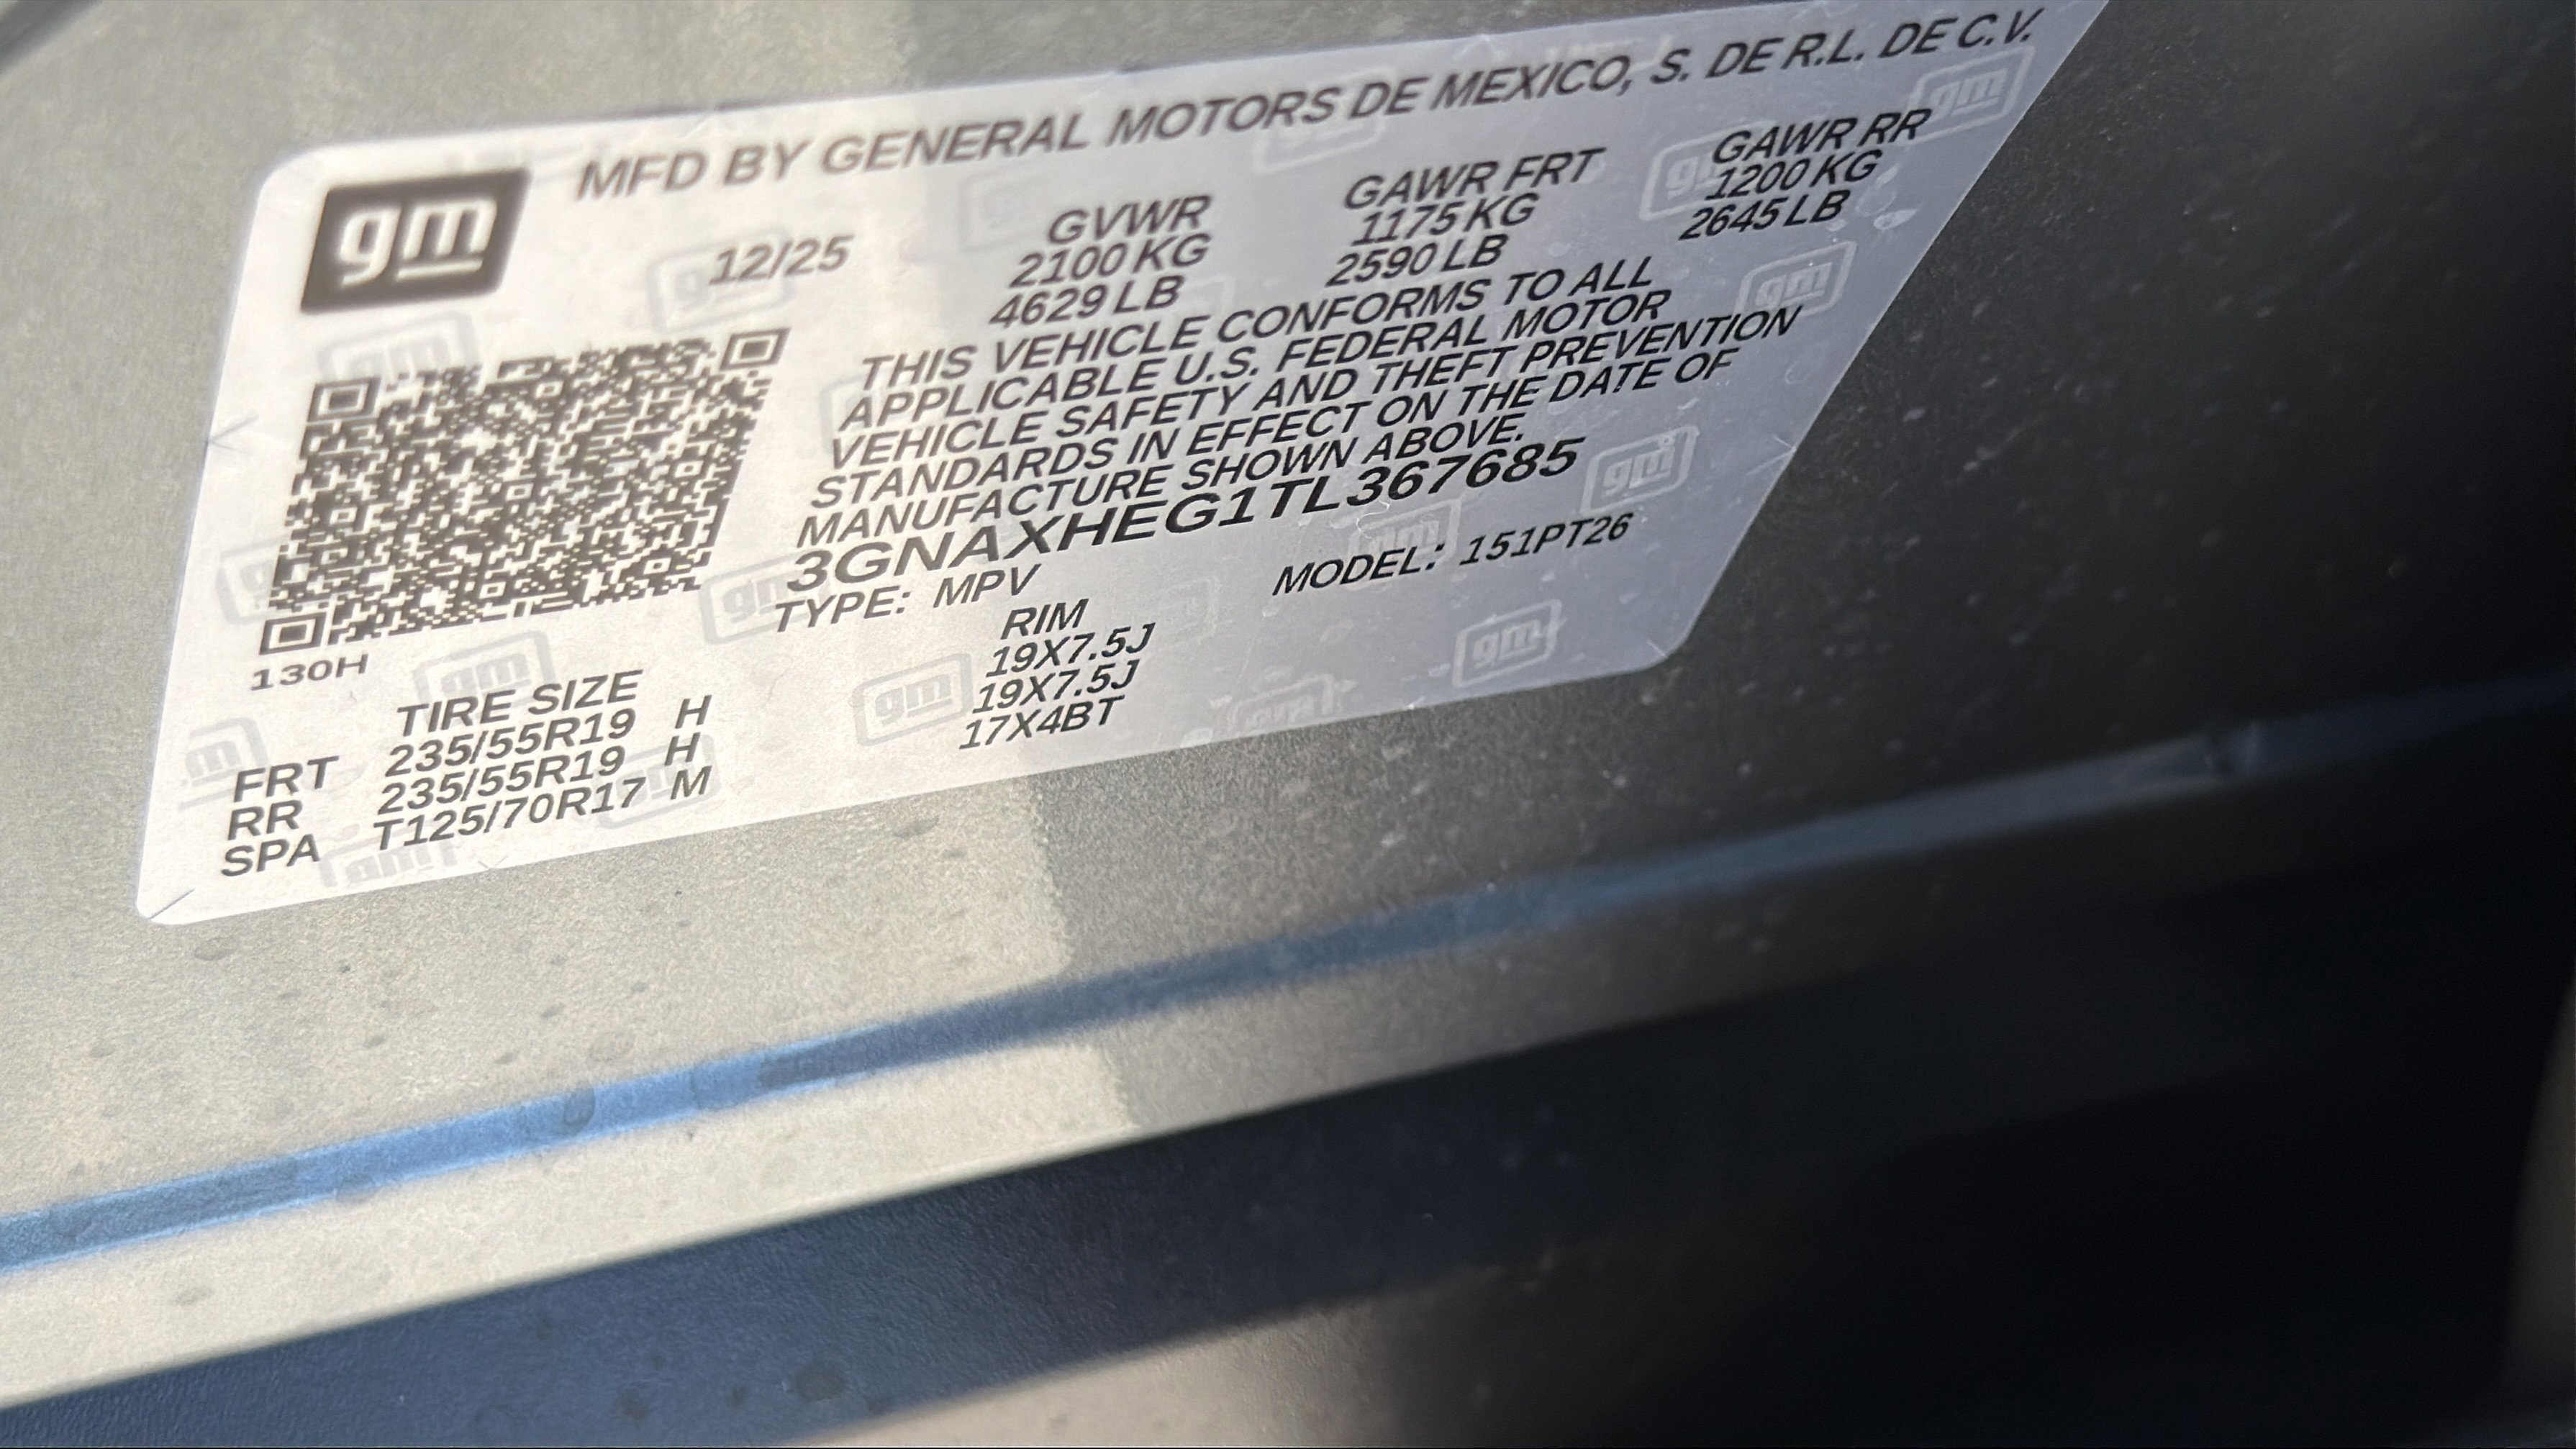 gm MFD BY GENERAL MOTORS DE MEXICO, S. DE R.L. DE C.V.
12/25 GVWR GAWR FRT GAWR RR
2100 KG 1175 KG 1200 KG
4629 LB 2590 LB 2645 LB
THIS VEHICLE CONFORMS TO ALL
APPLICABLE U.S. FEDERAL MOTOR
VEHICLE SAFETY AND THEFT PREVENTION
STANDARDS IN EFFECT ON THE DATE OF
MANUFACTURE SHOWN ABOVE.
3GNAXHEG1TL367685
TYPE: MPV MODEL: 151PT26
130H
TIRE SIZE RIM
FRT 235/55R19 H 19X7.5J
RR 235/55R19 H 19X7.5J
SPA T125/70R17 M 17X4BT